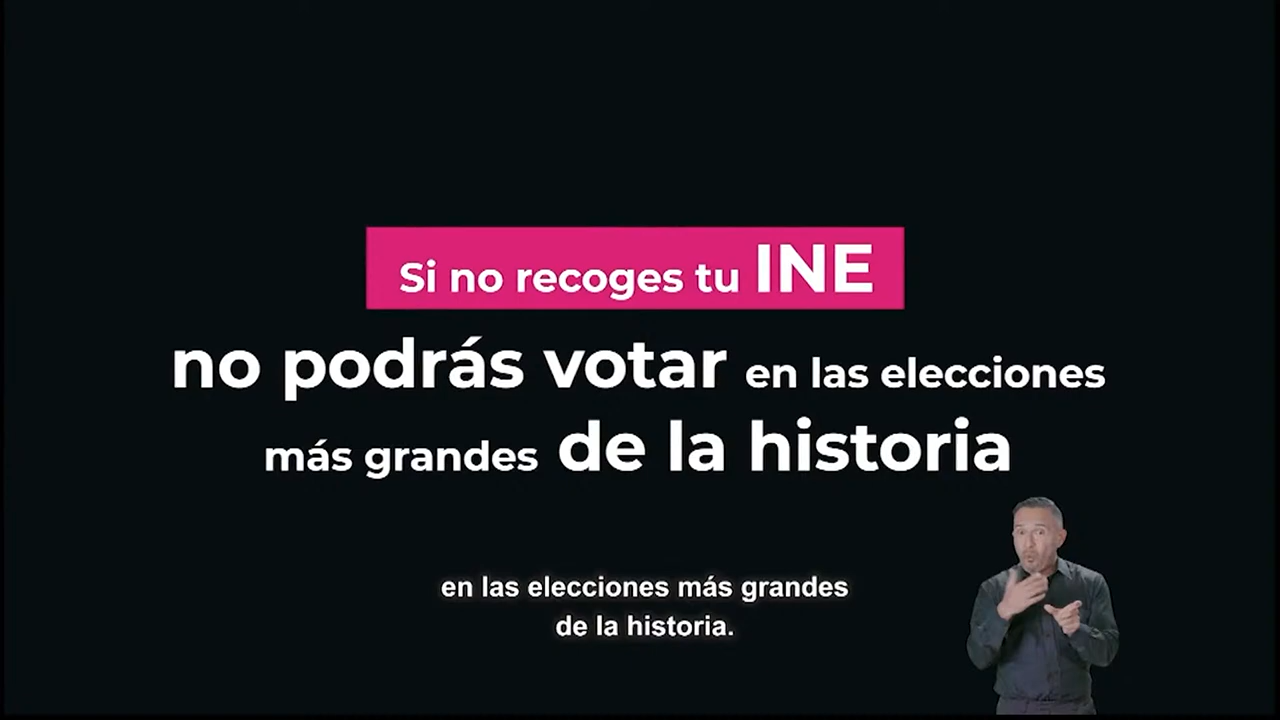 Si no recoges tu INE
no podrás votar en las elecciones
más grandes de la historia
en las elecciones más grandes
de la historia.